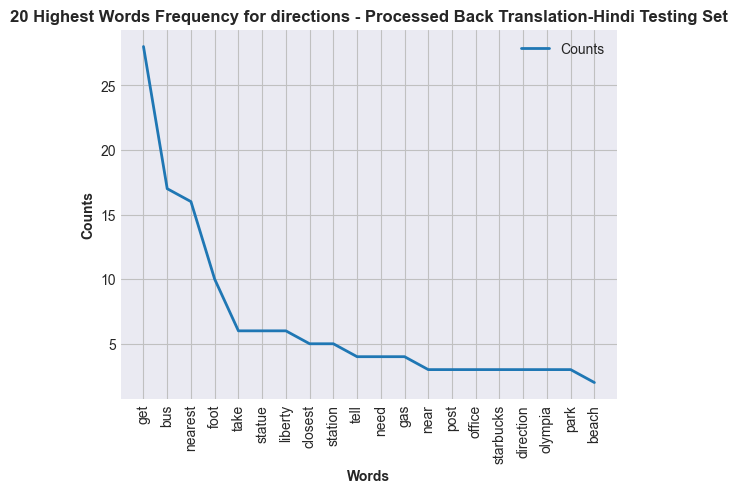 20 Highest Words Frequency for directions - Processed Back Translation-Hindi Testing Set
Counts
25
20
15
10
5
Counts
get
bus
nearest
foot
take
statue
liberty
closest
station
tell
need
gas
near
post
office
starbucks
direction
olympia
park
beach
Words